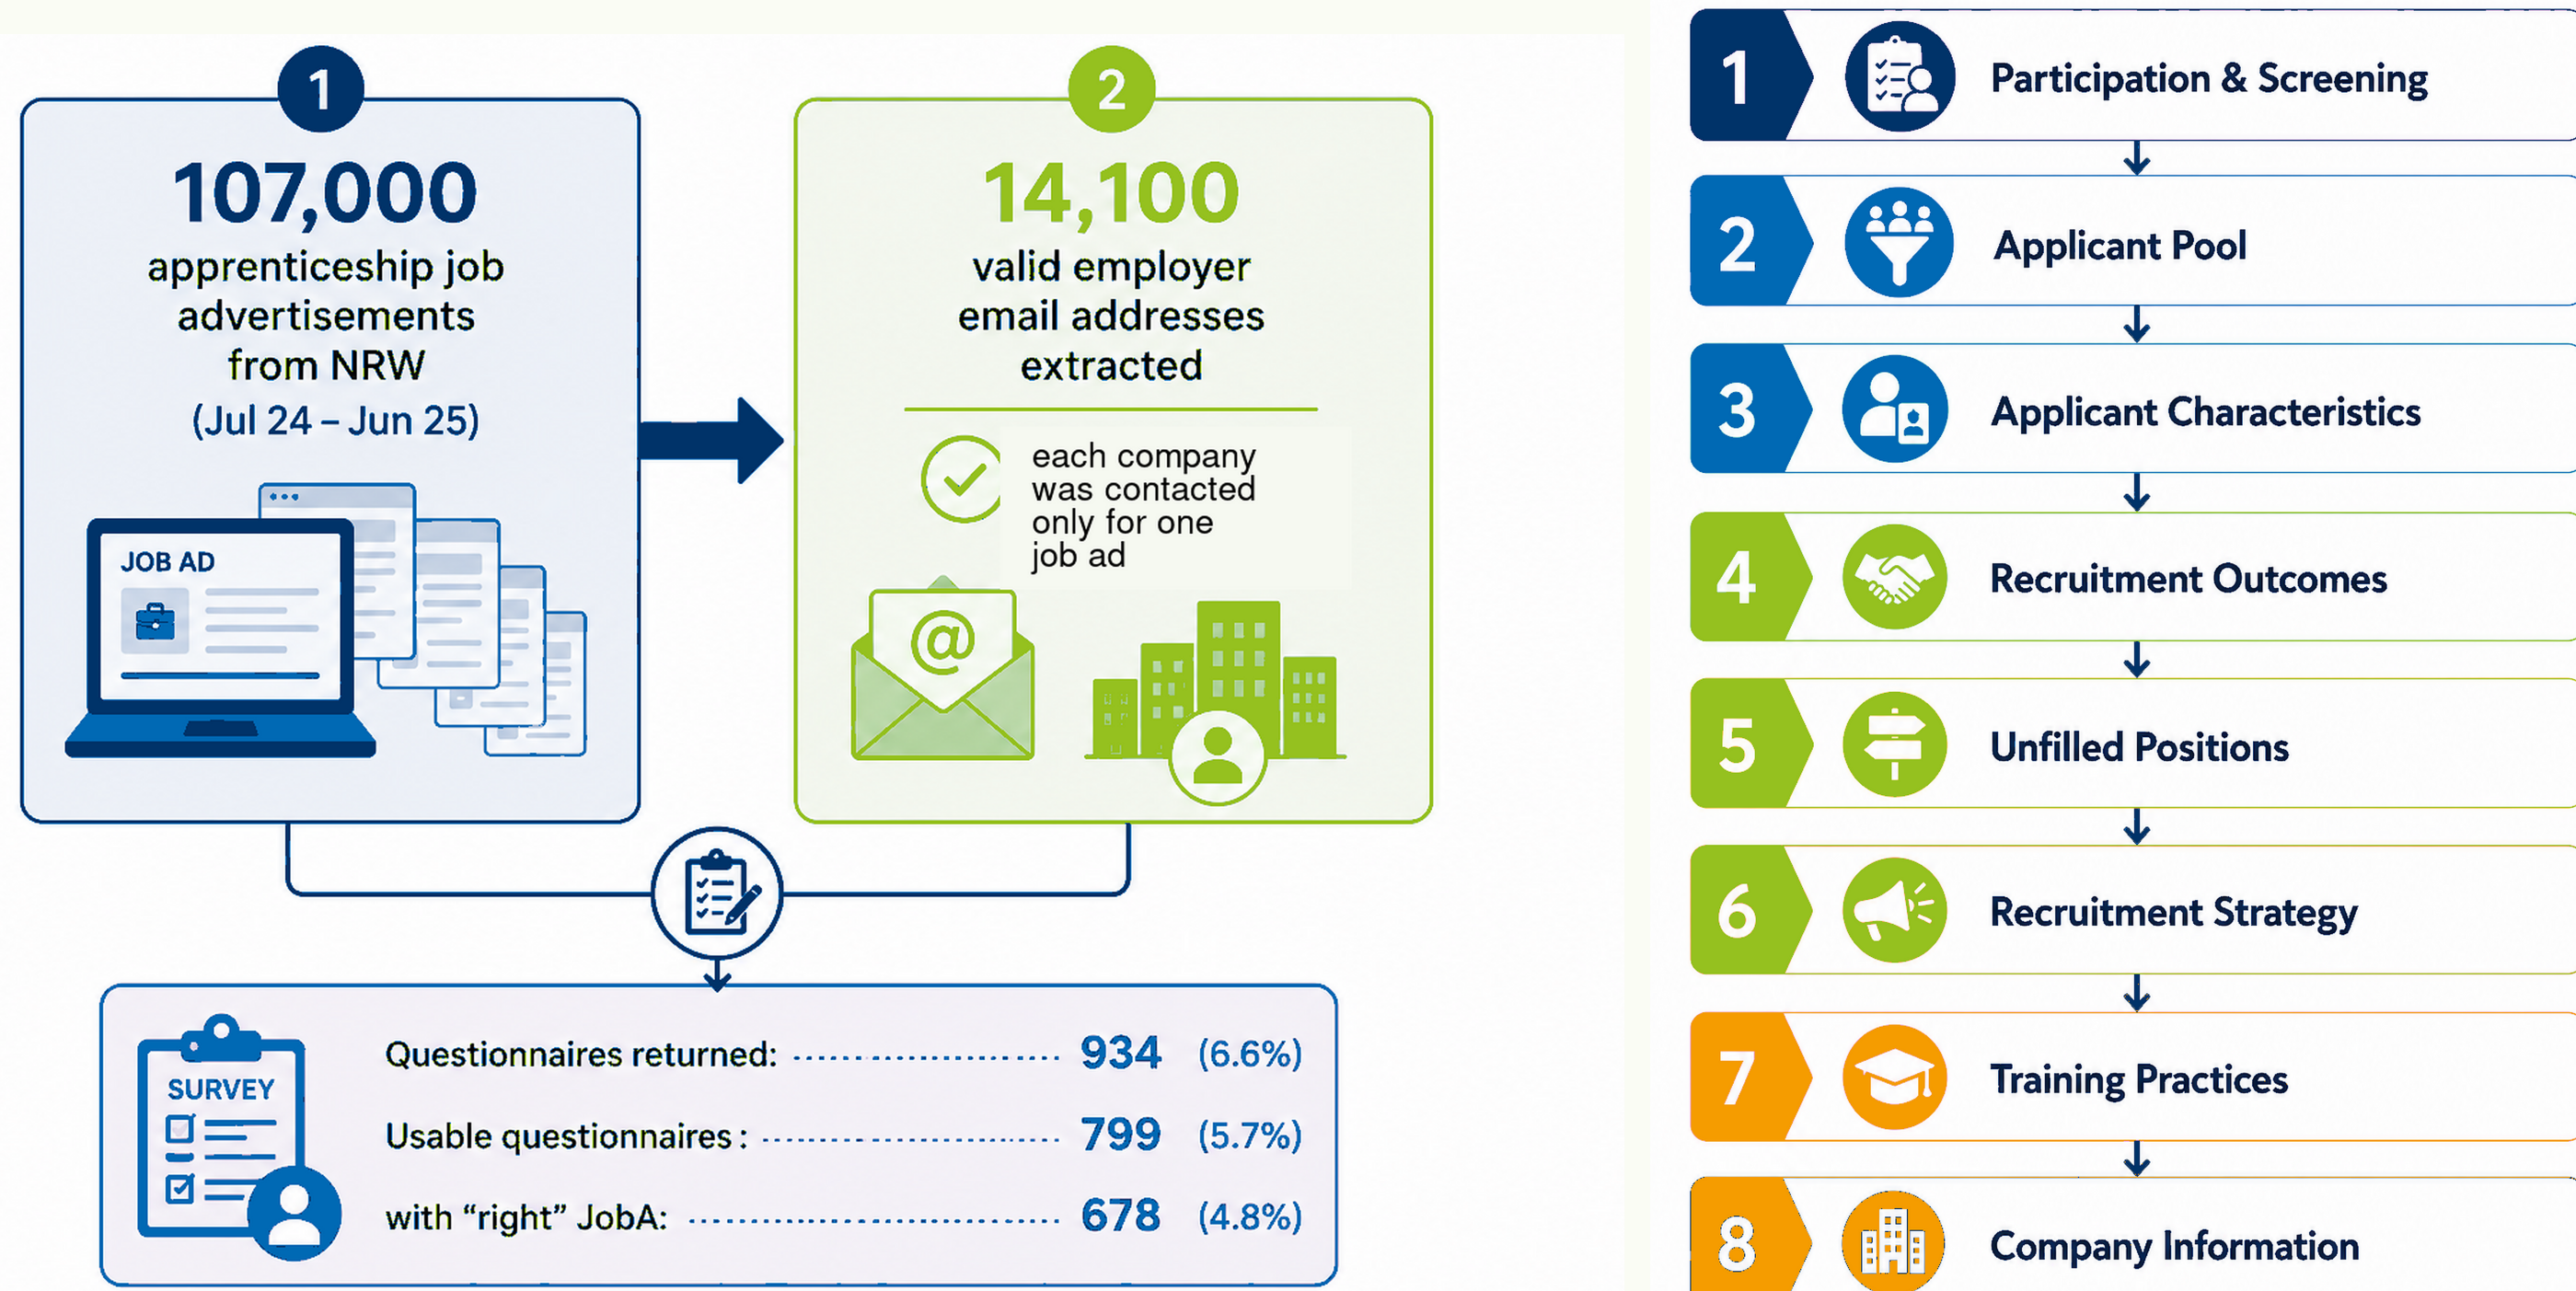 1
107,000
apprenticeship job
advertisements
from NRW
(Jul 24 – Jun 25)
JOB AD
2
14,100
valid employer
email addresses
extracted
each company
was contacted
only for one
job ad
@
SURVEY
Questionnaires returned: 934 (6.6%)
Usable questionnaires : 799 (5.7%)
with “right” JobA: 678 (4.8%)
1 Participation & Screening
2 Applicant Pool
3 Applicant Characteristics
4 Recruitment Outcomes
5 Unfilled Positions
6 Recruitment Strategy
7 Training Practices
8 Company Information